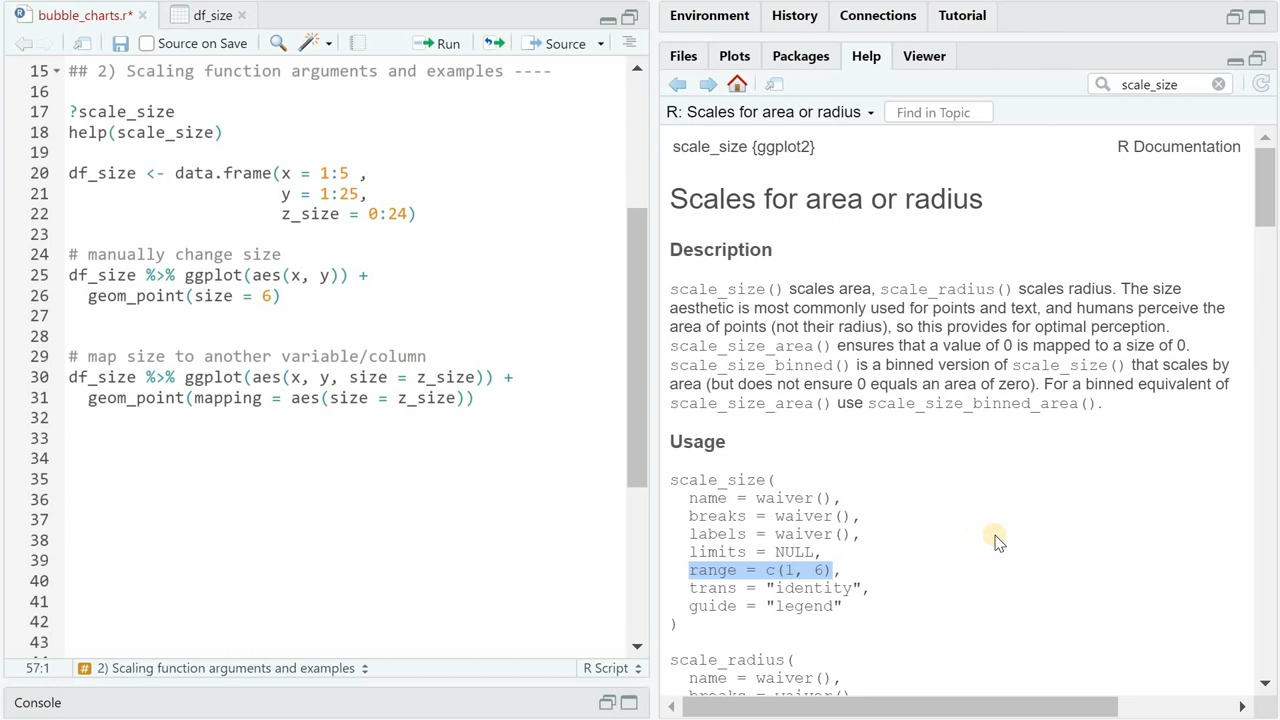 bubble_charts.r*
df_size
Source on Save
Run
Source
15 ## 2) Scaling function arguments and examples ----
16
17 ?scale_size
18 help(scale_size)
19
20 df_size <- data.frame(x = 1:5 ,
21 y = 1:25,
22 z_size = 0:24)
23
24 # manually change size
25 df_size %>% ggplot(aes(x, y)) +
26 geom_point(size = 6)
27
28
29 # map size to another variable/column
30 df_size %>% ggplot(aes(x, y, size = z_size)) +
31 geom_point(mapping = aes(size = z_size))
32
33
34
35
36
37
38
39
40
41
42
43
57:1
# 2) Scaling function arguments and examples
R Script
Console
Environment History Connections Tutorial
Files Plots Packages Help Viewer
scale_size
R: Scales for area or radius
Find in Topic
scale_size {ggplot2}
R Documentation
Scales for area or radius
Description
scale_size() scales area, scale_radius() scales radius. The size
aesthetic is most commonly used for points and text, and humans perceive the
area of points (not their radius), so this provides for optimal perception.
scale_size_area() ensures that a value of 0 is mapped to a size of 0.
scale_size_binned() is a binned version of scale_size() that scales by
area (but does not ensure 0 equals an area of zero). For a binned equivalent of
scale_size_area() use scale_size_binned_area().
Usage
scale_size(
name = waiver(),
breaks = waiver(),
labels = waiver(),
limits = NULL,
range = c(1, 6),
trans = "identity",
guide = "legend"
)
scale_radius(
name = waiver(),
breaks = waiver()